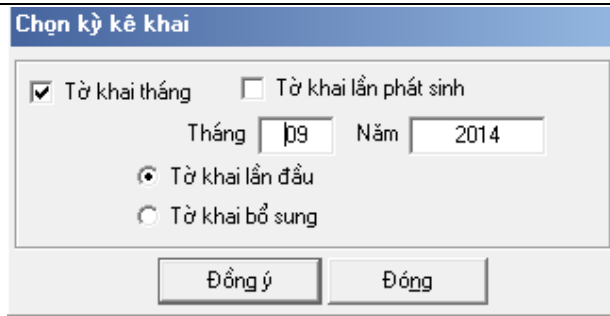 Chọn kỳ kê khai
Tờ khai tháng Tờ khai lần phát sinh
Tháng 09 Năm 2014
Tờ khai lần đầu
Tờ khai bổ sung
Đồng ý Đóng